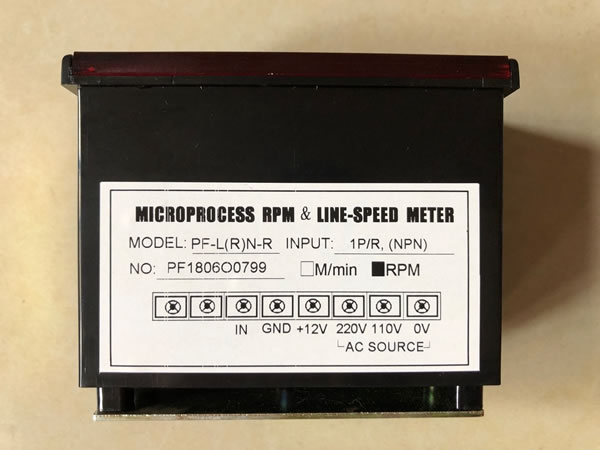 MICROPROCESS RPM & LINE-SPEED METER
MODEL: PF-L(R)N-R INPUT: 1P/R, (NPN)
NO: PF1806O0799 M/min RPM
IN GND +12V 220V 110V 0V
AC SOURCE